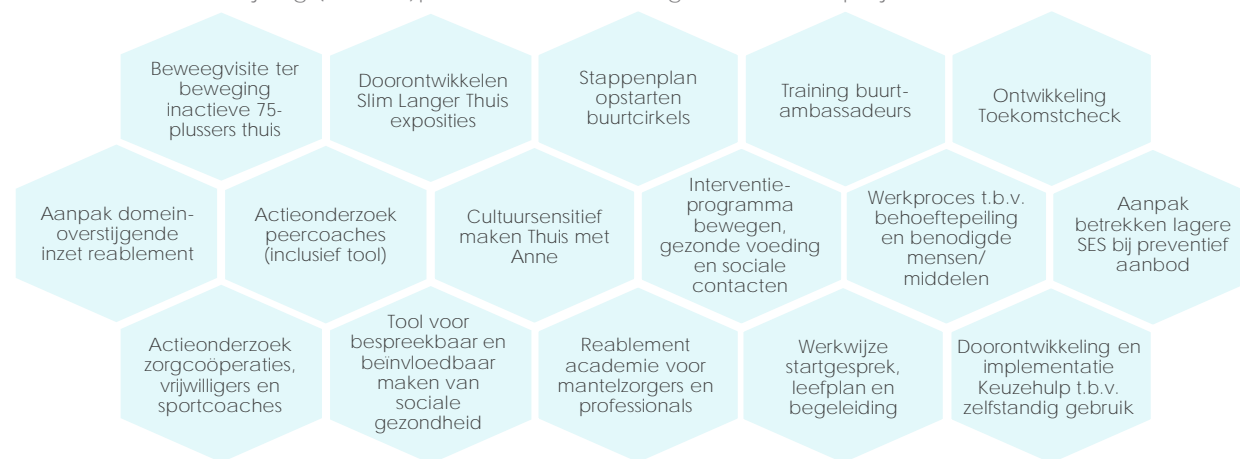 Beweegvisite ter
beweging
inactieve 75-
plussers thuis
Doorontwikkelen
Slim Langer Thuis
exposities
Stappenplan
opstarten
buurtcirkels
Training buurt-
ambassadeurs
Ontwikkeling
Toekomstcheck
Aanpak domein-
overstijgende
inzet reablement
Actieonderzoek
peercoaches
(inclusief tool)
Cultuursensitief
maken Thuis met
Anne
Interventie-
programma
bewegen,
gezonde voeding
en sociale
contacten
Werkproces t.b.v.
behoeftepeiling
en benodigde
mensen/
middelen
Aanpak
betrekken lagere
SES bij preventief
aanbod
Actieonderzoek
zorgcoöperaties,
vrijwilligers en
sportcoaches
Tool voor
bespreekbaar en
beïnvloedbaar
maken van
sociale
gezondheid
Reablement
academie voor
mantelzorgers en
professionals
Werkwijze
startgesprek,
leefplan en
begeleiding
Doorontwikkeling en
implementatie
Keuzehulp t.b.v.
zelfstandig gebruik